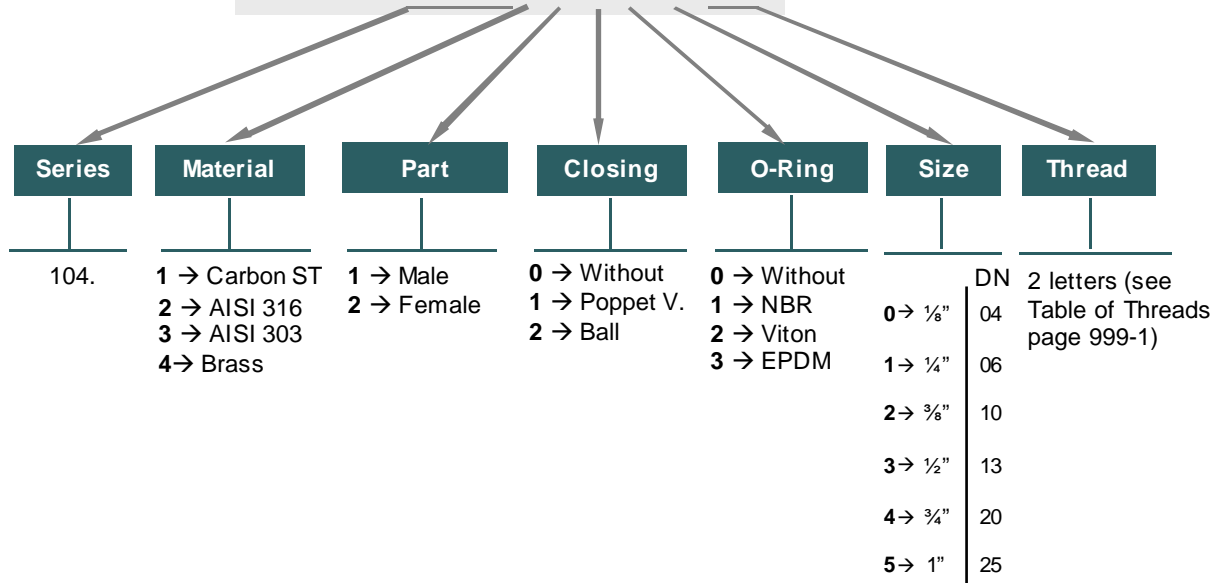 Series
Material
Part
Closing
O-Ring
Size
Thread
104.
1 → Carbon ST
2 → AISI 316
3 → AISI 303
4→ Brass
1 → Male
2 → Female
0 → Without
1 → Poppet V.
2 → Ball
0 → Without
1 → NBR
2 → Viton
3 → EPDM
DN
0→ ⅛” 04
1→ ¼” 06
2→ ⅜” 10
3→ ½” 13
4→ ¾” 20
5→ 1” 25
2 letters (see
Table of Threads
page 999-1)